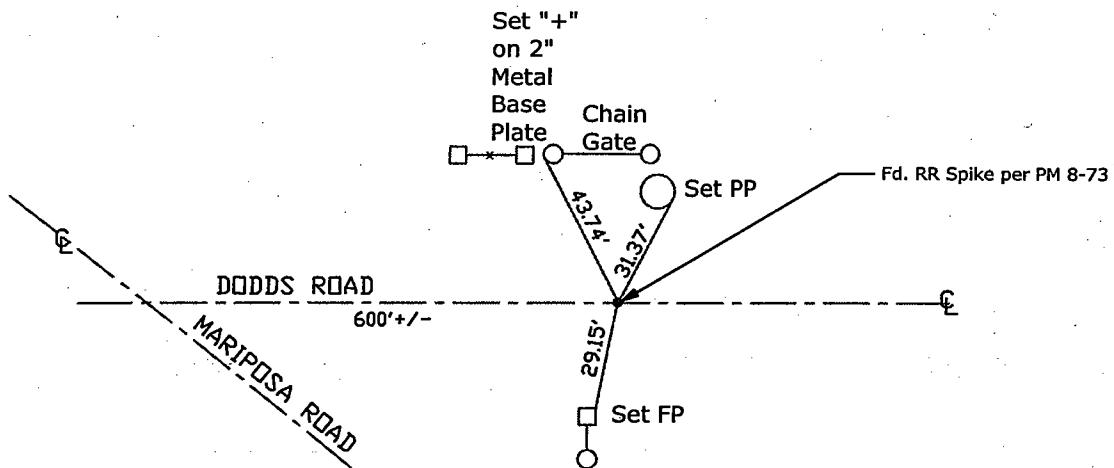 Set "+"
on 2"
Metal
Base
Plate
Chain
Gate
Fd. RR Spike per PM 8-73
Set PP
43.74'
31.37'
℄
DODDS ROAD
℄
600'+/-
MARIPOSA ROAD
29.15'
Set FP